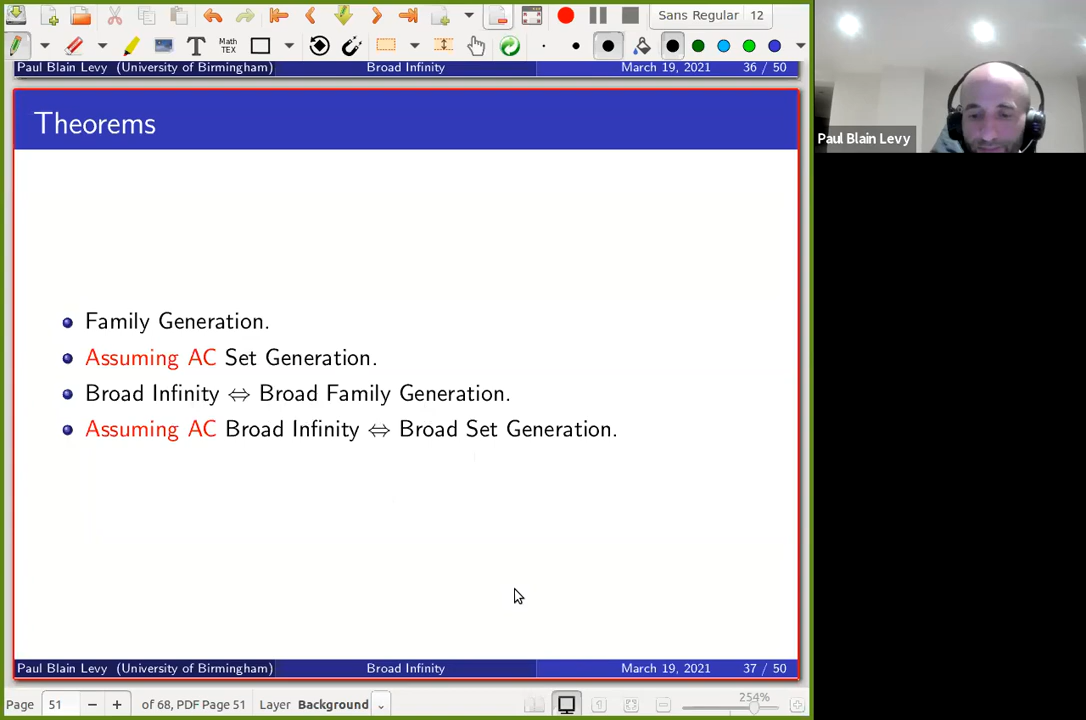 Sans Regular 12
MATH TEX
Paul Blain Levy (University of Birmingham) Broad Infinity March 19, 2021 36 / 50
Theorems
Family Generation.
Assuming AC Set Generation.
Broad Infinity ⇔ Broad Family Generation.
Assuming AC Broad Infinity ⇔ Broad Set Generation.
Paul Blain Levy (University of Birmingham) Broad Infinity March 19, 2021 37 / 50
Page 51 of 68, PDF Page 51 Layer Background 254%
Paul Blain Levy